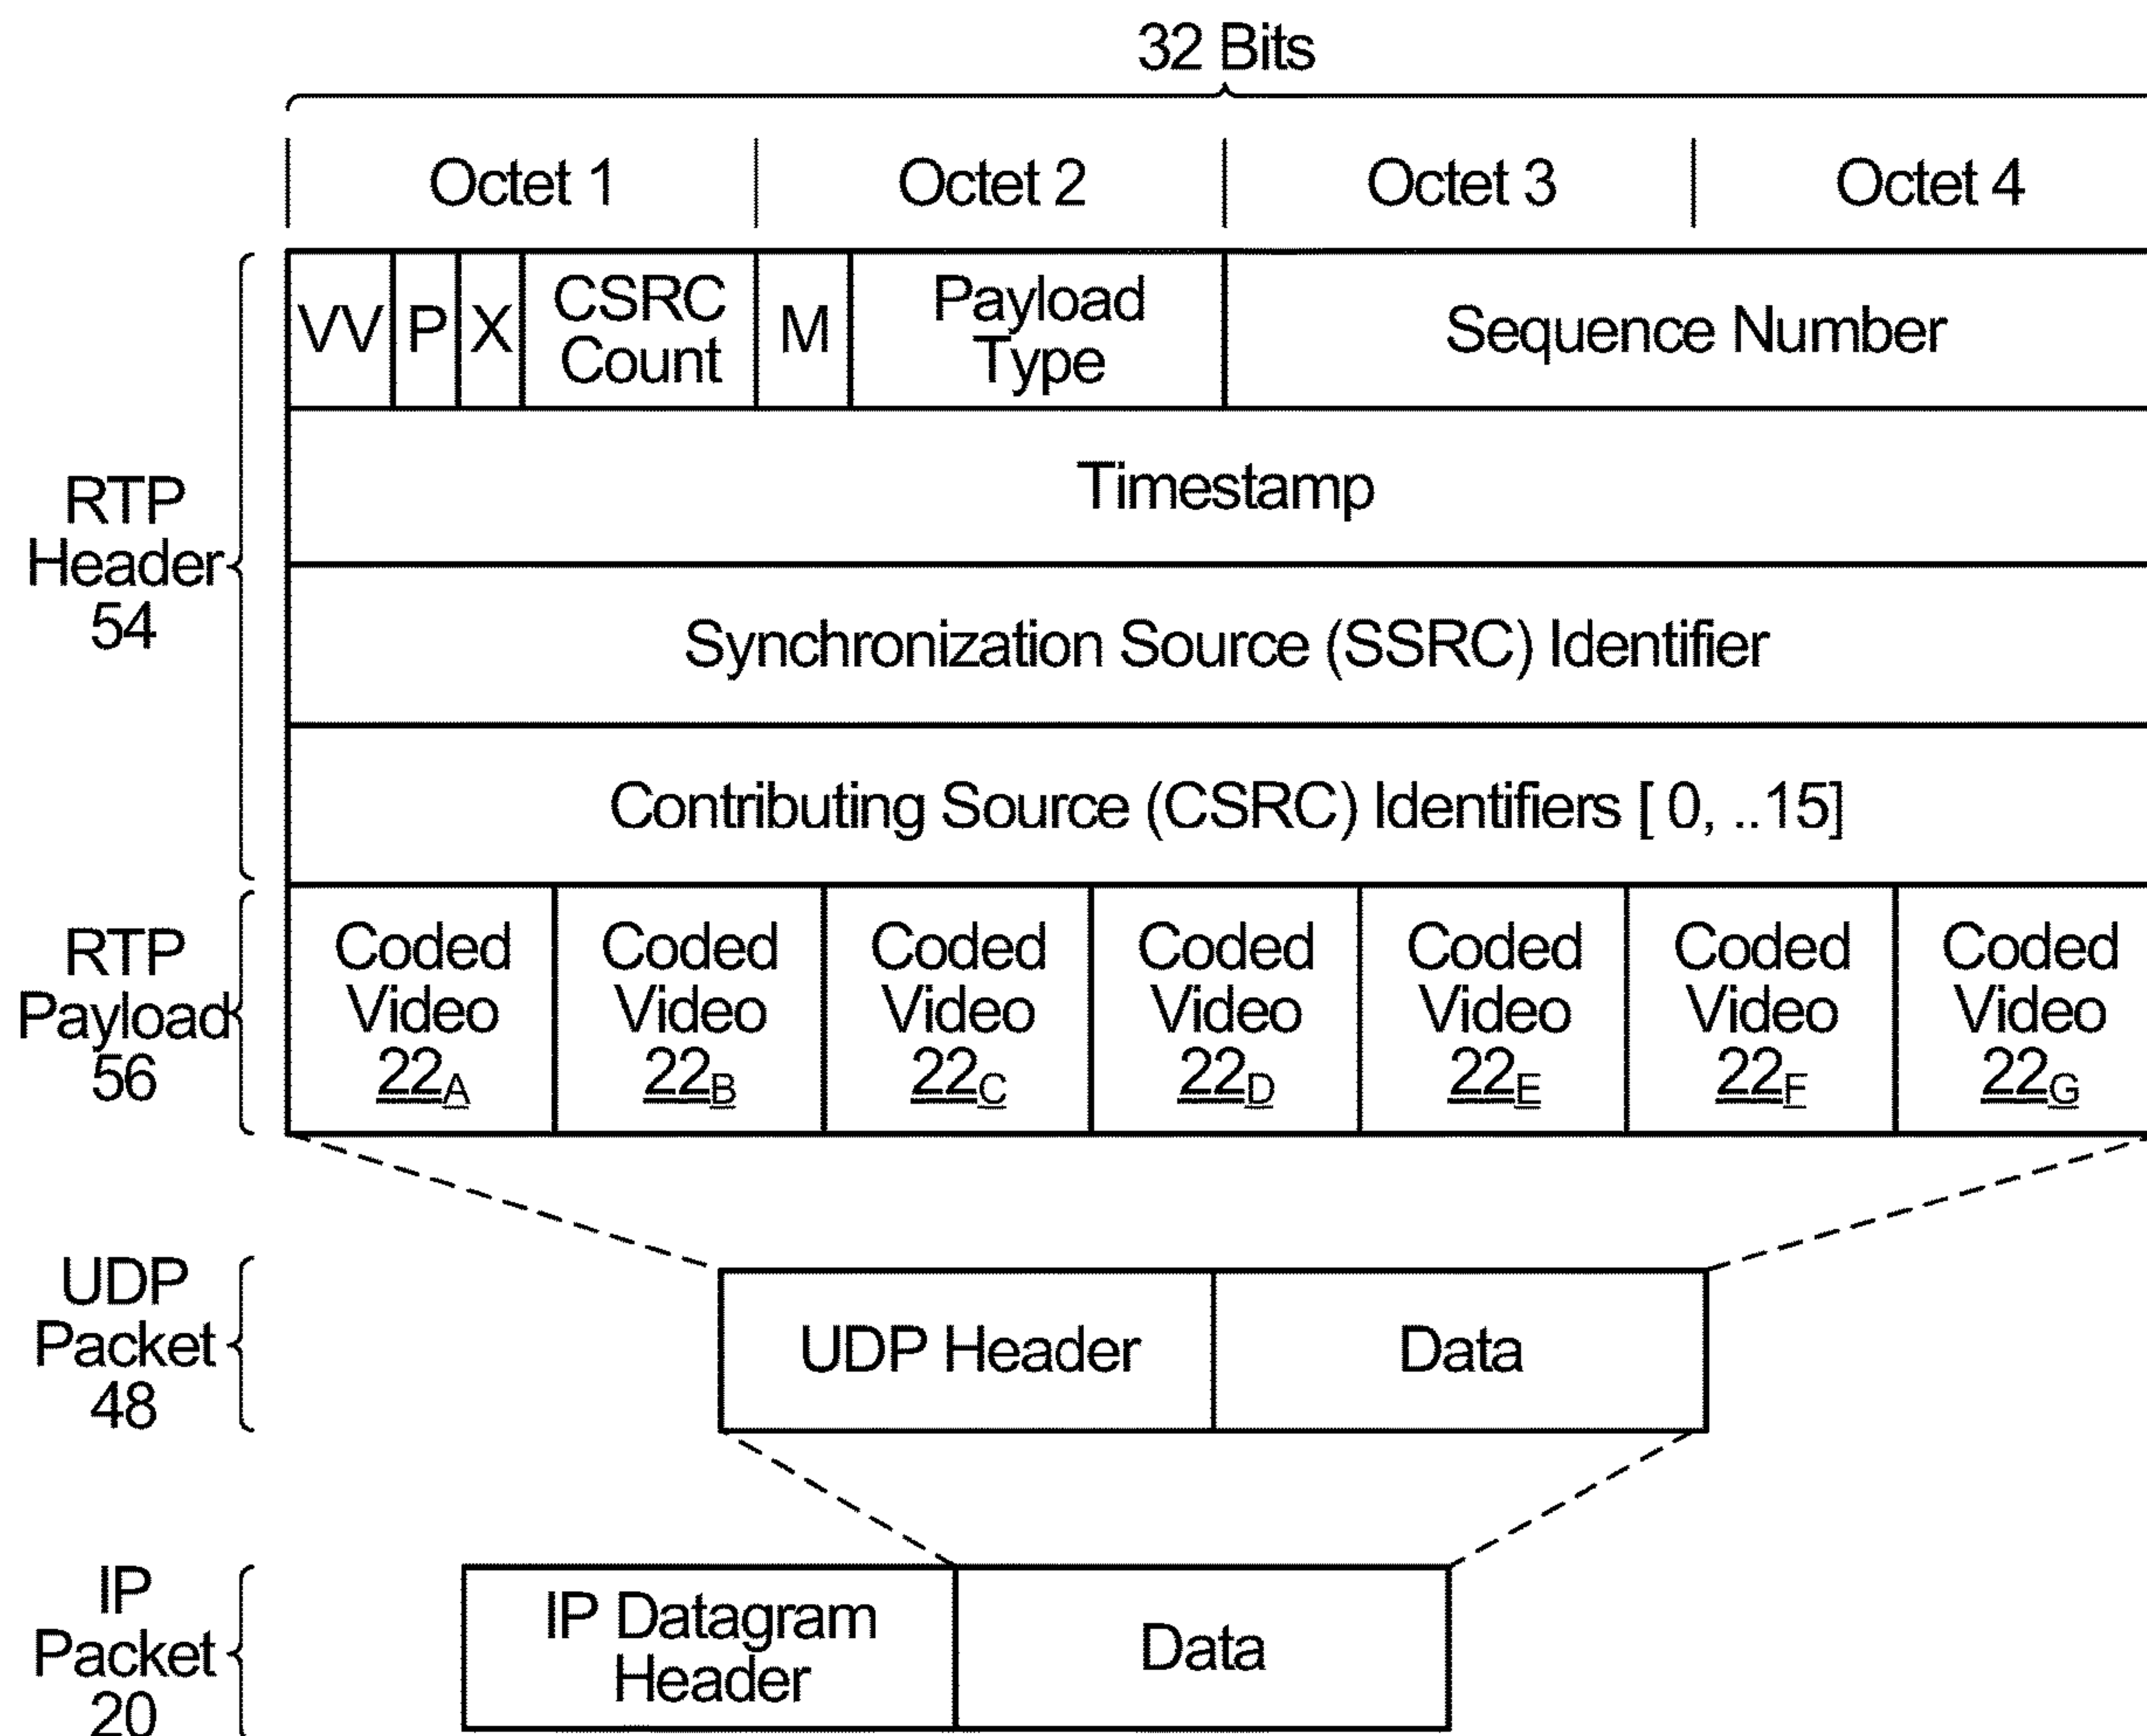 32 Bits
Octet 1 Octet 2 Octet 3 Octet 4
VV P X CSRC Count M Payload Type Sequence Number
Timestamp
RTP
Header
54
Synchronization Source (SSRC) Identifier
Contributing Source (CSRC) Identifiers [ 0, ..15]
RTP
Payload
56
Coded Coded Coded Coded Coded Coded Coded
Video Video Video Video Video Video Video
22A 22B 22C 22D 22E 22F 22G
UDP
Packet
48
UDP Header Data
IP
Packet
20
IP Datagram
Header
Data